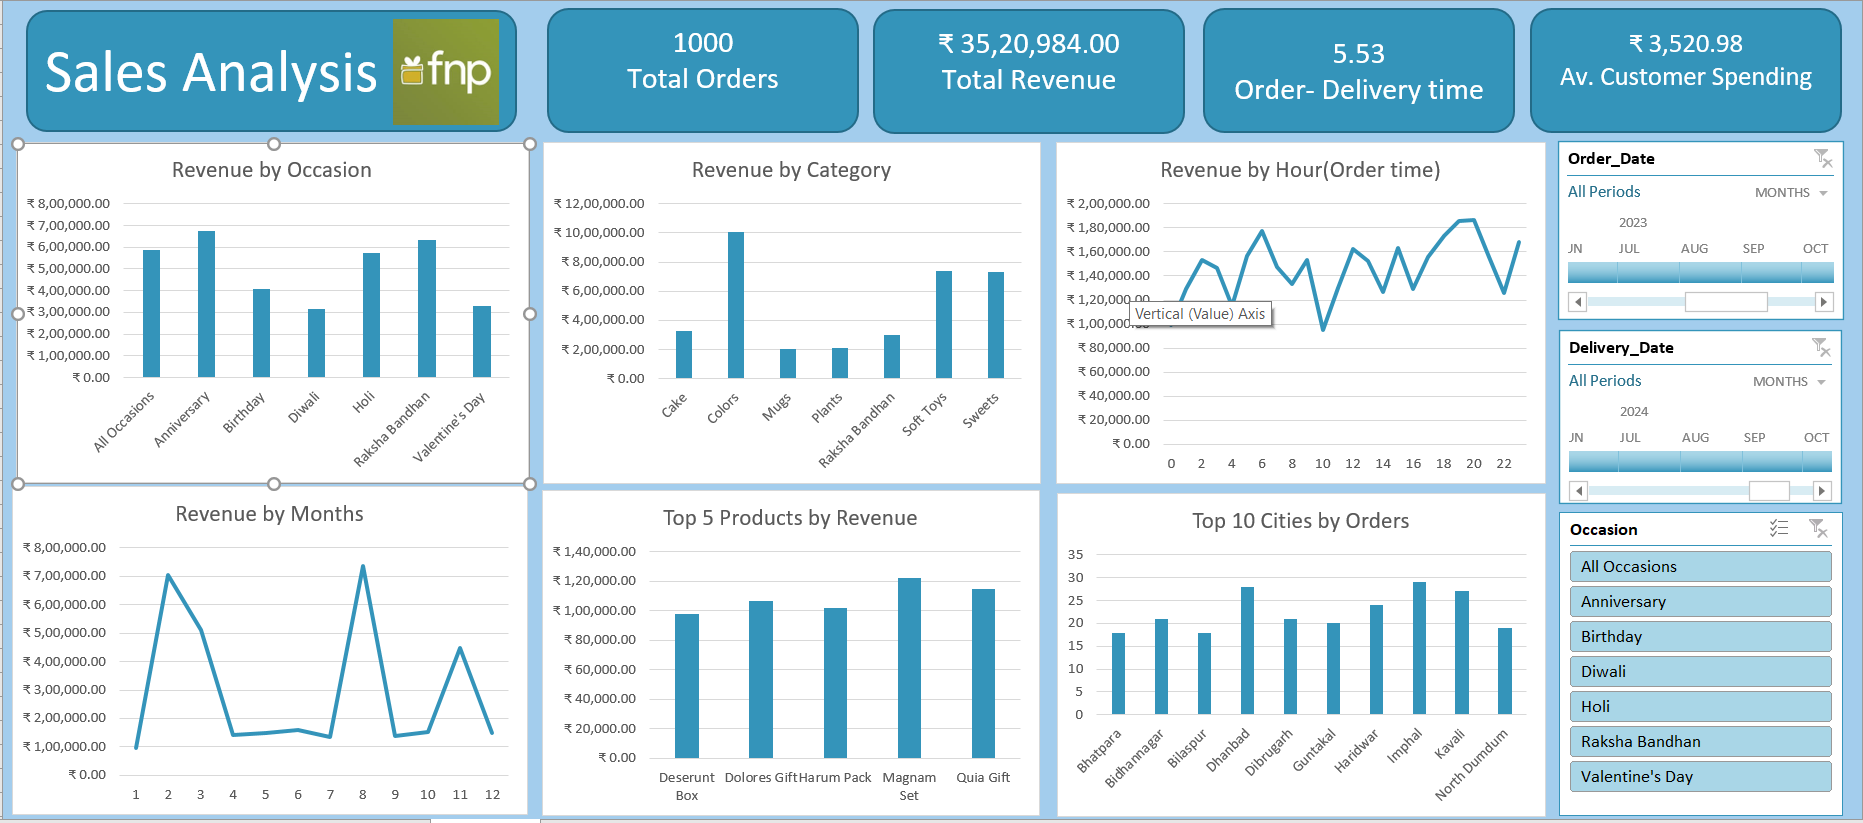 Sales Analysis
fnp
1000
Total Orders
₹ 35,20,984.00
Total Revenue
5.53
Order- Delivery time
₹ 3,520.98
Av. Customer Spending
Revenue by Occasion
₹ 8,00,000.00
₹ 7,00,000.00
₹ 6,00,000.00
₹ 5,00,000.00
₹ 4,00,000.00
₹ 3,00,000.00
₹ 2,00,000.00
₹ 1,00,000.00
₹ 0.00
All Occasions
Anniversary
Birthday
Diwali
Holi
Raksha Bandhan
Valentine's Day
Revenue by Category
₹ 12,00,000.00
₹ 10,00,000.00
₹ 8,00,000.00
₹ 6,00,000.00
₹ 4,00,000.00
₹ 2,00,000.00
₹ 0.00
Cake
Colors
Mugs
Plants
Raksha Bandhan
Soft Toys
Sweets
Revenue by Hour(Order time)
₹ 2,00,000.00
₹ 1,80,000.00
₹ 1,60,000.00
₹ 1,40,000.00
₹ 1,20,000.00
Vertical (Value) Axis
₹ 1,00,000.00
₹ 80,000.00
₹ 60,000.00
₹ 40,000.00
₹ 20,000.00
₹ 0.00
0 2 4 6 8 10 12 14 16 18 20 22
Order_Date
All Periods MONTHS
2023
JN JUL AUG SEP OCT
Delivery_Date
All Periods MONTHS
2024
JN JUL AUG SEP OCT
Revenue by Months
₹ 8,00,000.00
₹ 7,00,000.00
₹ 6,00,000.00
₹ 5,00,000.00
₹ 4,00,000.00
₹ 3,00,000.00
₹ 2,00,000.00
₹ 1,00,000.00
₹ 0.00
1 2 3 4 5 6 7 8 9 10 11 12
Top 5 Products by Revenue
₹ 1,40,000.00
₹ 1,20,000.00
₹ 1,00,000.00
₹ 80,000.00
₹ 60,000.00
₹ 40,000.00
₹ 20,000.00
₹ 0.00
Deserunt Box
Dolores Gift
Harum Pack
Magnam Set
Quia Gift
Top 10 Cities by Orders
35
30
25
20
15
10
5
0
Bhatpara
Bidhannagar
Bilaspur
Dhanbad
Dibrugarh
Guntakal
Haridwar
Imphal
Kavali
North Dumdum
Occasion
All Occasions
Anniversary
Birthday
Diwali
Holi
Raksha Bandhan
Valentine's Day